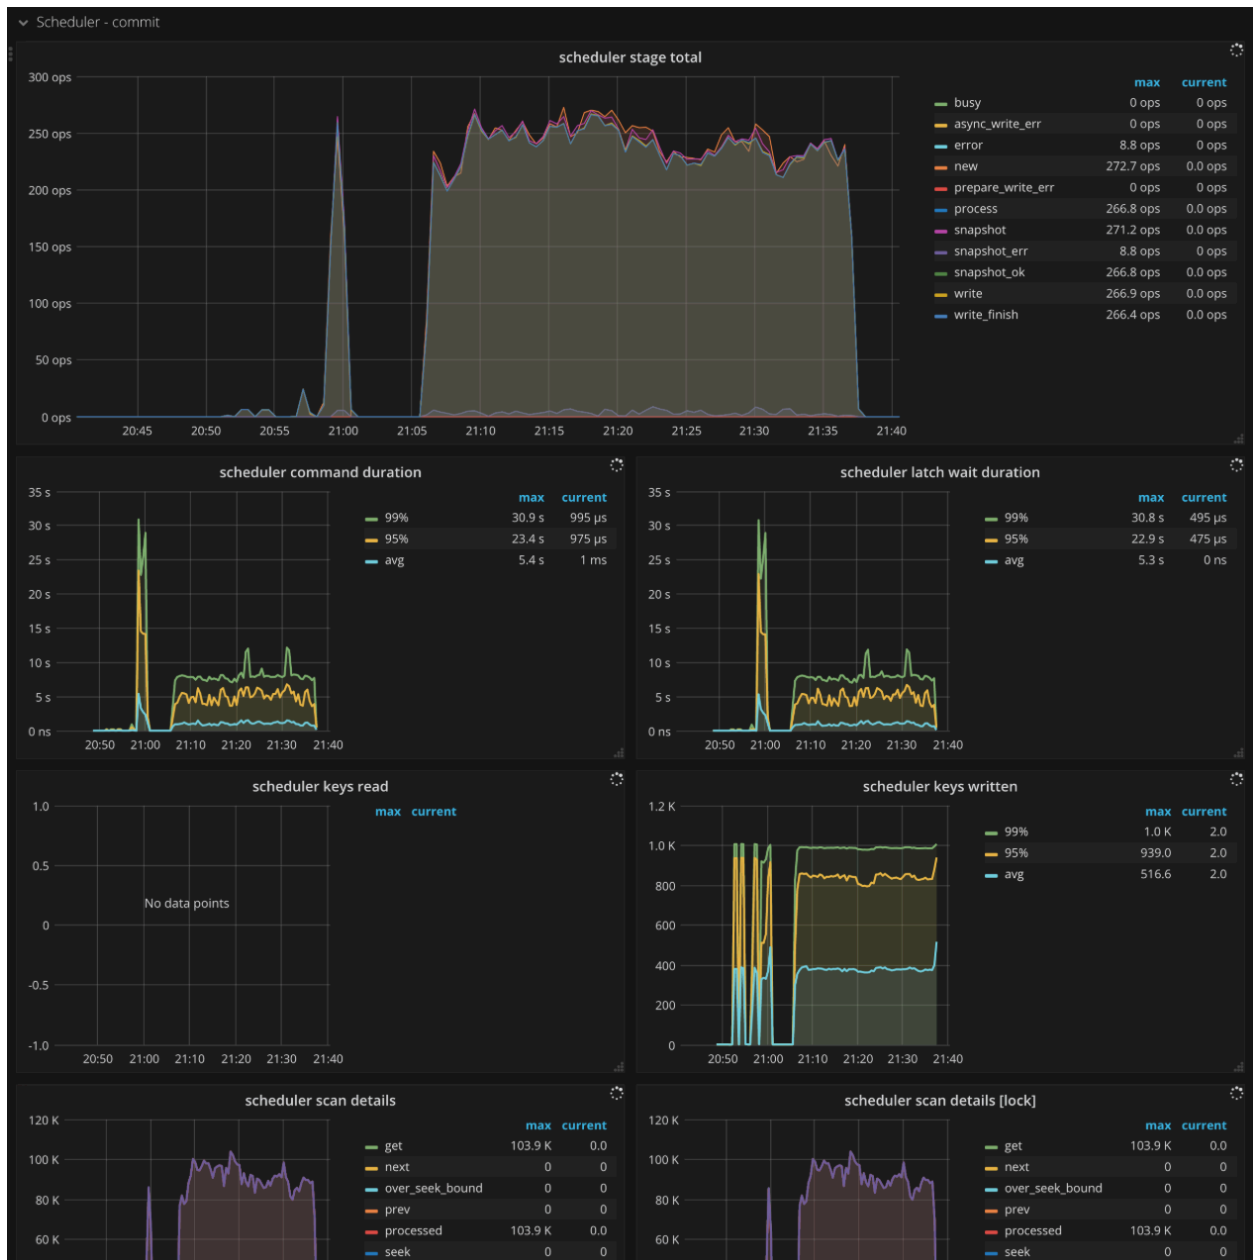 Scheduler - commit
scheduler stage total
300 ops
250 ops
200 ops
150 ops
100 ops
50 ops
0 ops
20:45 20:50 20:55 21:00 21:05 21:10 21:15 21:20 21:25 21:30 21:35 21:40
max current
busy 0 ops 0 ops
async_write_err 0 ops 0 ops
error 8.8 ops 0 ops
new 272.7 ops 0.0 ops
prepare_write_err 0 ops 0 ops
process 266.8 ops 0.0 ops
snapshot 271.2 ops 0.0 ops
snapshot_err 8.8 ops 0 ops
snapshot_ok 266.8 ops 0.0 ops
write 266.9 ops 0.0 ops
write_finish 266.4 ops 0.0 ops
scheduler command duration
35 s
30 s
25 s
20 s
15 s
10 s
5 s
0 ns
20:50 21:00 21:10 21:20 21:30 21:40
max current
99% 30.9 s 995 µs
95% 23.4 s 975 µs
avg 5.4 s 1 ms
scheduler latch wait duration
35 s
30 s
25 s
20 s
15 s
10 s
5 s
0 ns
20:50 21:00 21:10 21:20 21:30 21:40
max current
99% 30.8 s 495 µs
95% 22.9 s 475 µs
avg 5.3 s 0 ns
scheduler keys read
1.0
0.5
0
-0.5
-1.0
No data points
20:50 21:00 21:10 21:20 21:30 21:40
max current
scheduler keys written
1.2 K
1.0 K
800
600
400
200
0
20:50 21:00 21:10 21:20 21:30 21:40
max current
99% 1.0 K 2.0
95% 939.0 2.0
avg 516.6 2.0
scheduler scan details
120 K
100 K
80 K
60 K
max current
get 103.9 K 0.0
next 0 0
over_seek_bound 0 0
prev 0 0
processed 103.9 K 0.0
seek 0 0
scheduler scan details [lock]
120 K
100 K
80 K
60 K
max current
get 103.9 K 0.0
next 0 0
over_seek_bound 0 0
prev 0 0
processed 103.9 K 0.0
seek 0 0